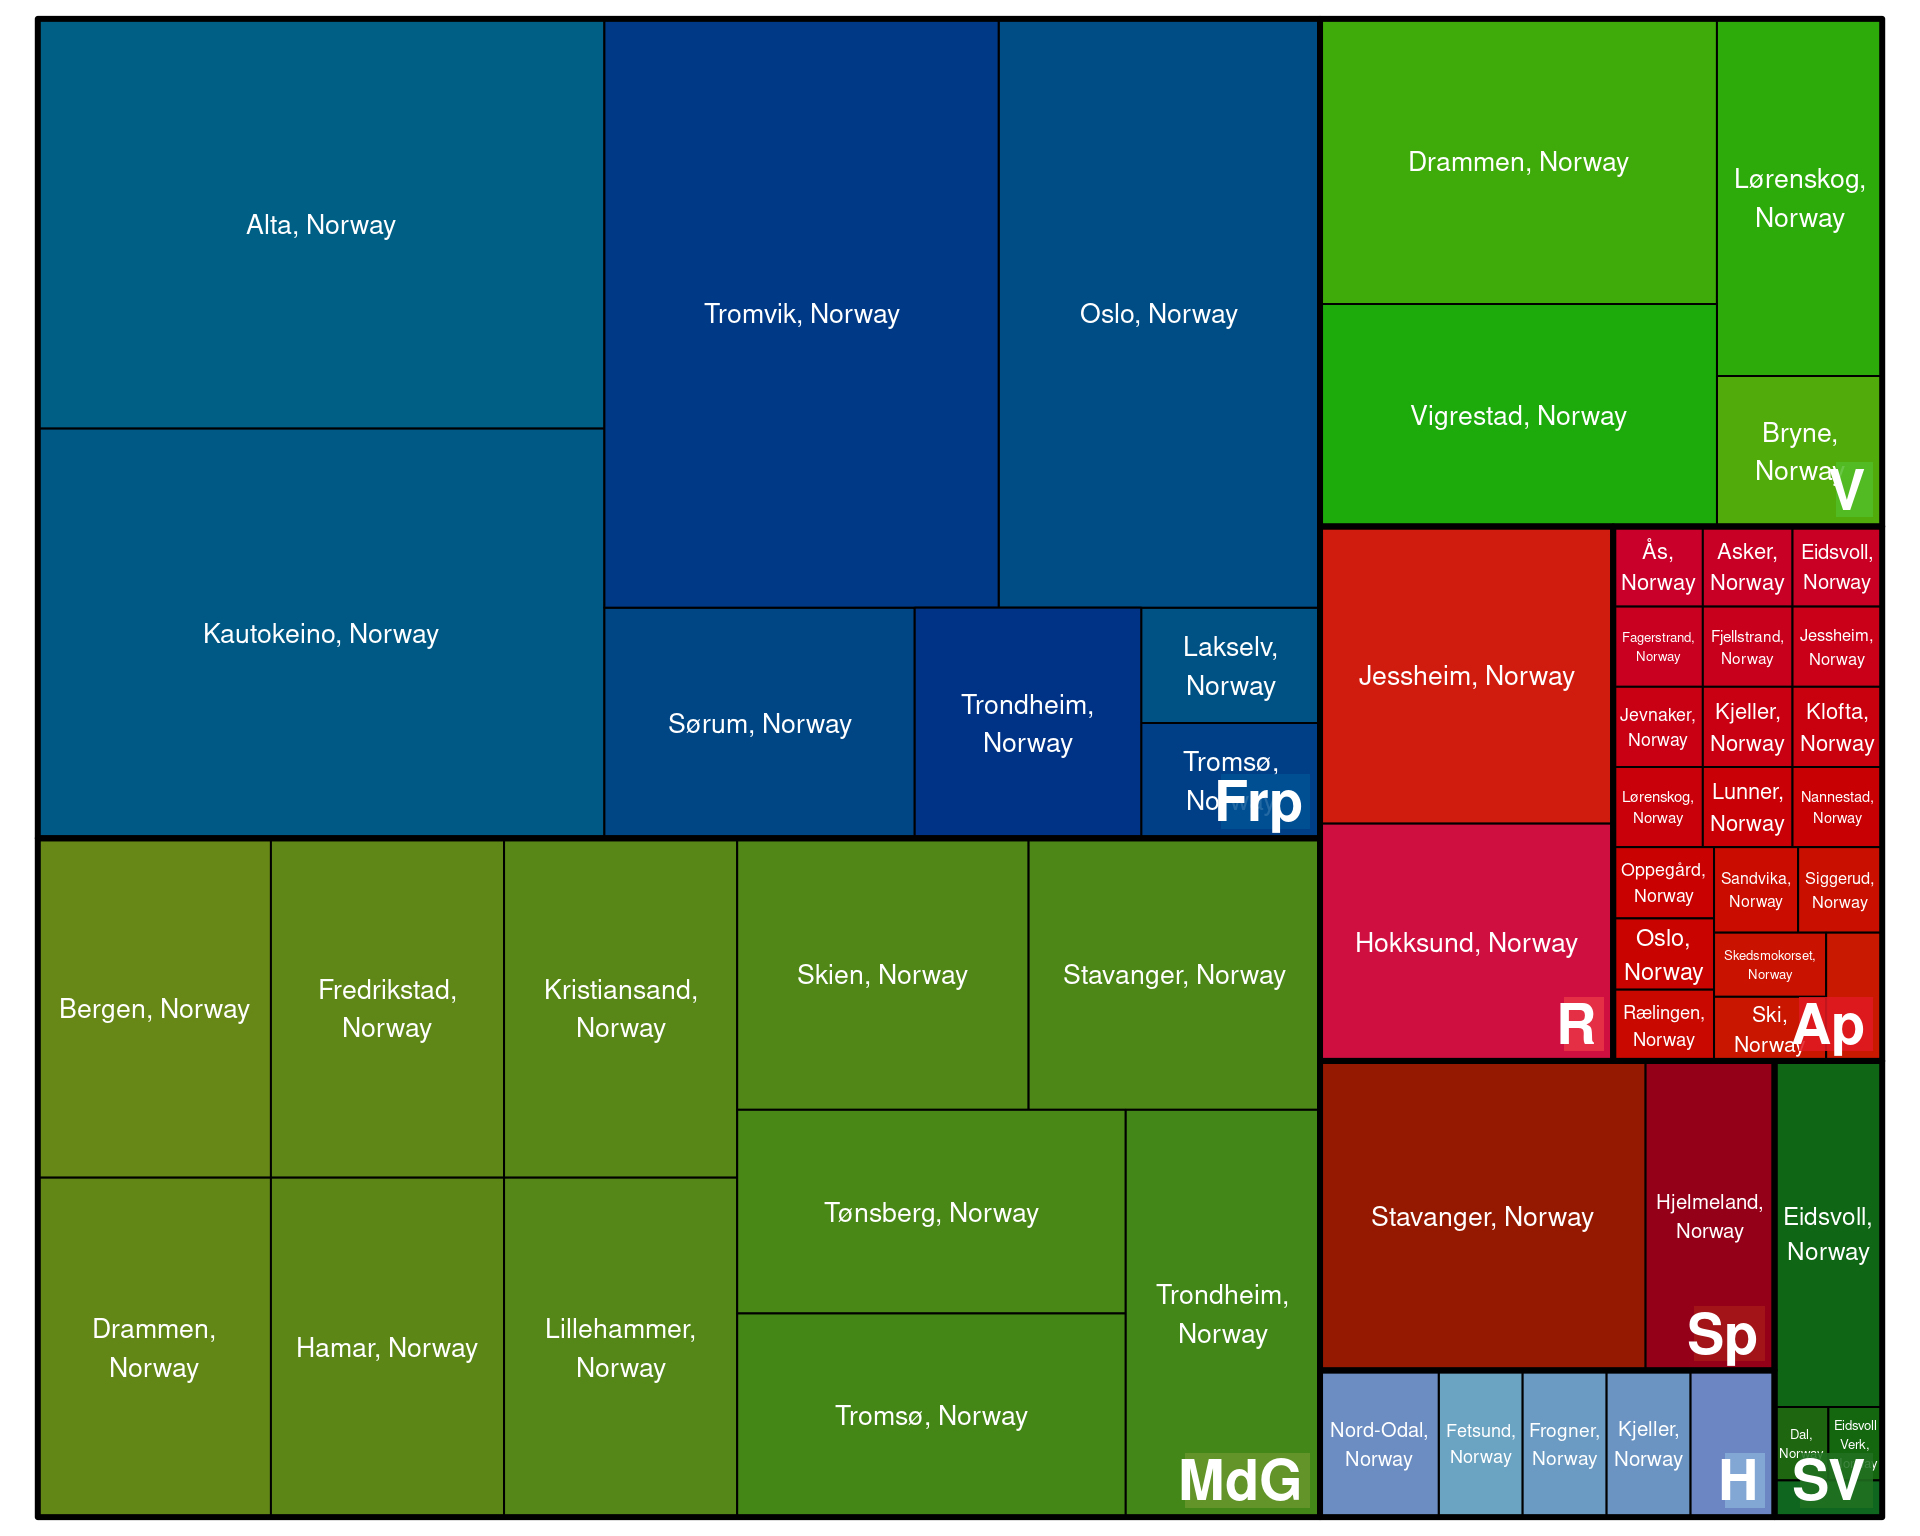 Alta, Norway
Kautokeino, Norway
Tromvik, Norway
Oslo, Norway
Sørum, Norway
Trondheim,
Norway
Lakselv,
Norway
Tromsø,
Norway
Frp
Bergen, Norway
Fredrikstad,
Norway
Kristiansand,
Norway
Drammen,
Norway
Hamar, Norway
Lillehammer,
Norway
Skien, Norway
Stavanger, Norway
Tønsberg, Norway
Tromsø, Norway
Trondheim,
Norway
MdG
Drammen, Norway
Vigrestad, Norway
Lørenskog,
Norway
Bryne,
Norway
V
Jessheim, Norway
Hokksund, Norway
R
Ås,
Norway
Asker,
Norway
Eidsvoll,
Norway
Fagerstrand,
Norway
Fjellstrand,
Norway
Jessheim,
Norway
Jevnaker,
Norway
Kjeller,
Norway
Klofta,
Norway
Lørenskog,
Norway
Lunner,
Norway
Nannestad,
Norway
Oppegård,
Norway
Oslo,
Norway
Rælingen,
Norway
Sandvika,
Norway
Siggerud,
Norway
Skedsmokorset,
Norway
Ski,
Norway
Ap
Stavanger, Norway
Hjelmeland,
Norway
Sp
Nord-Odal,
Norway
Fetsund,
Norway
Frogner,
Norway
Kjeller,
Norway
H
Eidsvoll,
Norway
Dal,
Norway
Eidsvoll
Verk,
SV